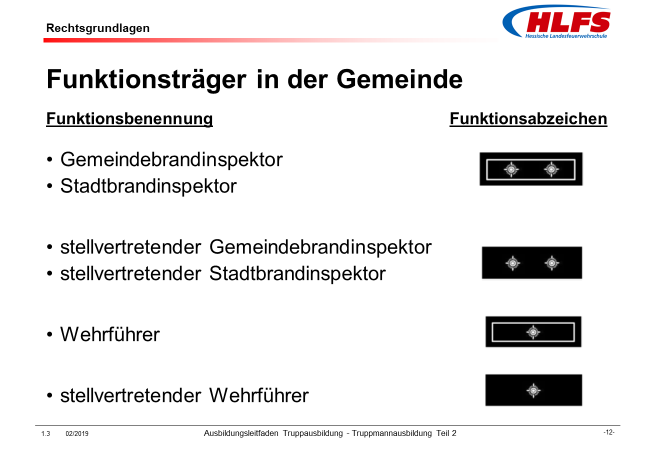 Rechtsgrundlagen
HLFS
Hessische Landesfeuerwehrschule
Funktionsträger in der Gemeinde
Funktionsbenennung
Funktionsabzeichen
• Gemeindebrandinspektor
• Stadtbrandinspektor
• stellvertretender Gemeindebrandinspektor
• stellvertretender Stadtbrandinspektor
• Wehrführer
• stellvertretender Wehrführer
1.3 02/2019 Ausbildungsleitfaden Truppausbildung - Truppmannausbildung Teil 2 -12-